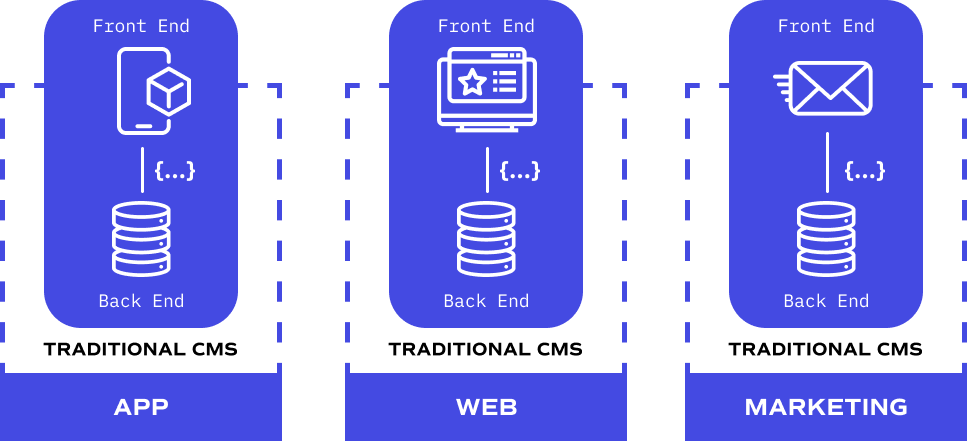 Front End
{...}
Back End
TRADITIONAL CMS
APP
Front End
{...}
Back End
TRADITIONAL CMS
WEB
Front End
{...}
Back End
TRADITIONAL CMS
MARKETING